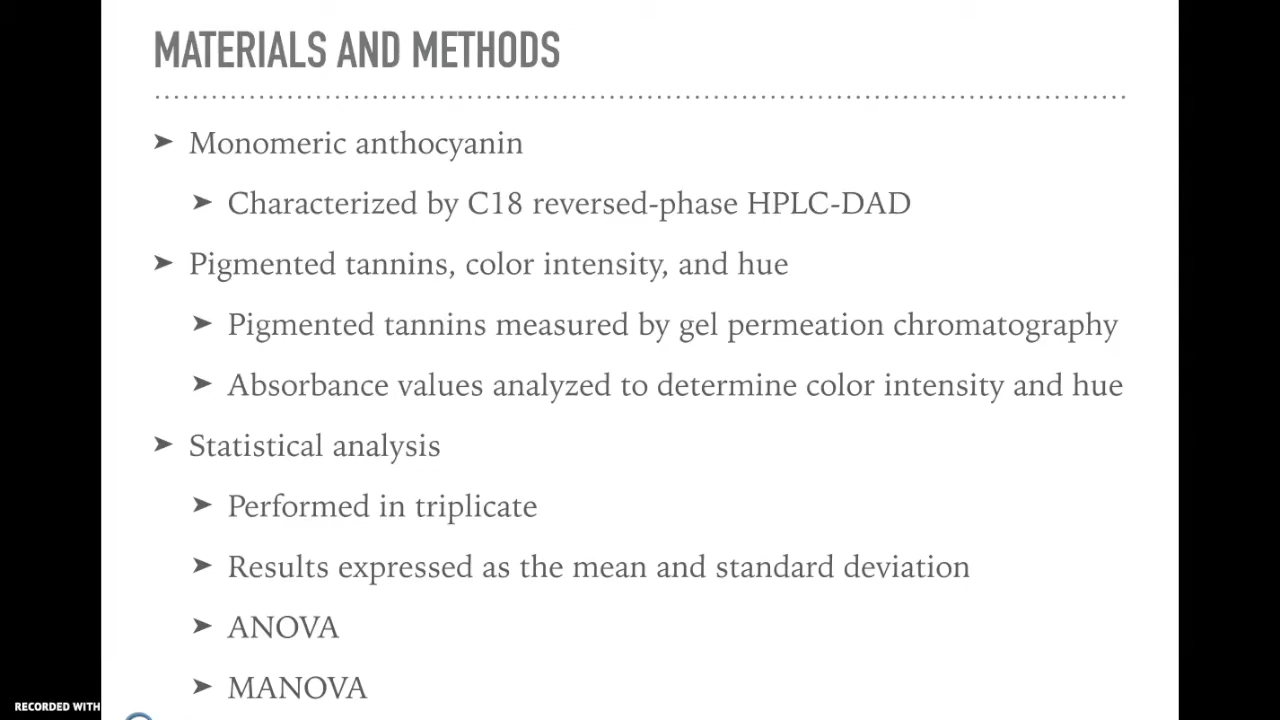 MATERIALS AND METHODS
➤ Monomeric anthocyanin
➤ Characterized by C18 reversed-phase HPLC-DAD
➤ Pigmented tannins, color intensity, and hue
➤ Pigmented tannins measured by gel permeation chromatography
➤ Absorbance values analyzed to determine color intensity and hue
➤ Statistical analysis
➤ Performed in triplicate
➤ Results expressed as the mean and standard deviation
➤ ANOVA
➤ MANOVA
RECORDED WITH